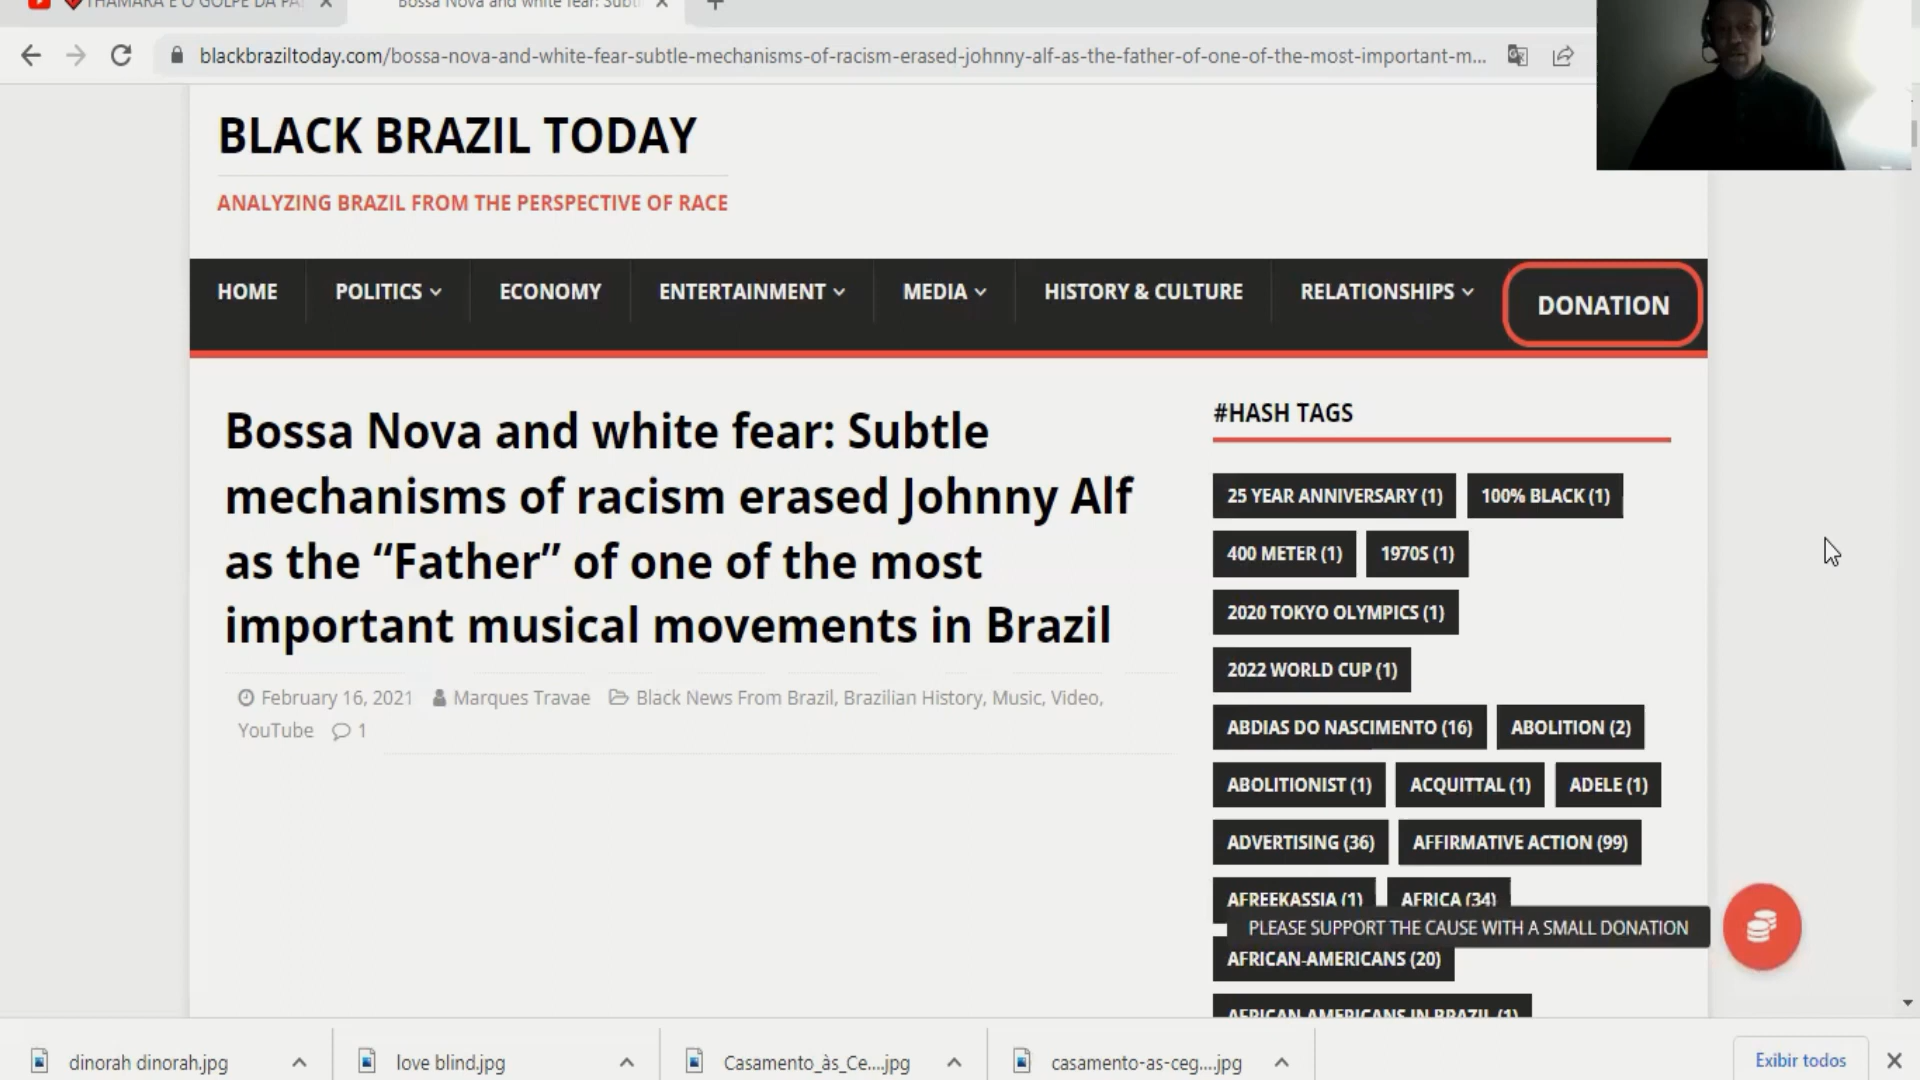 THAMARA E O GOLPE DA PA
Bossa Nova and white fear: Subtl
blackbraziltoday.com/bossa-nova-and-white-fear-subtle-mechanisms-of-racism-erased-johnny-alf-as-the-father-of-one-of-the-most-important-m...
BLACK BRAZIL TODAY
ANALYZING BRAZIL FROM THE PERSPECTIVE OF RACE
HOME POLITICS ECONOMY ENTERTAINMENT MEDIA HISTORY & CULTURE RELATIONSHIPS DONATION
Bossa Nova and white fear: Subtle
mechanisms of racism erased Johnny Alf
as the “Father” of one of the most
important musical movements in Brazil
February 16, 2021 Marques Travae Black News From Brazil, Brazilian History, Music, Video,
YouTube 1
#HASH TAGS
25 YEAR ANNIVERSARY (1) 100% BLACK (1)
400 METER (1) 1970S (1)
2020 TOKYO OLYMPICS (1)
2022 WORLD CUP (1)
ABDIAS DO NASCIMENTO (16) ABOLITION (2)
ABOLITIONIST (1) ACQUITTAL (1) ADELE (1)
ADVERTISING (36) AFFIRMATIVE ACTION (99)
AFREEKASSIA (1) AFRICA (34)
PLEASE SUPPORT THE CAUSE WITH A SMALL DONATION
AFRICAN-AMERICANS (20)
AFRICAN AMERICANS IN BRAZIL (1)
dinorah dinorah.jpg love blind.jpg Casamento_às_Ce....jpg casamento-as-ceg....jpg Exibir todos